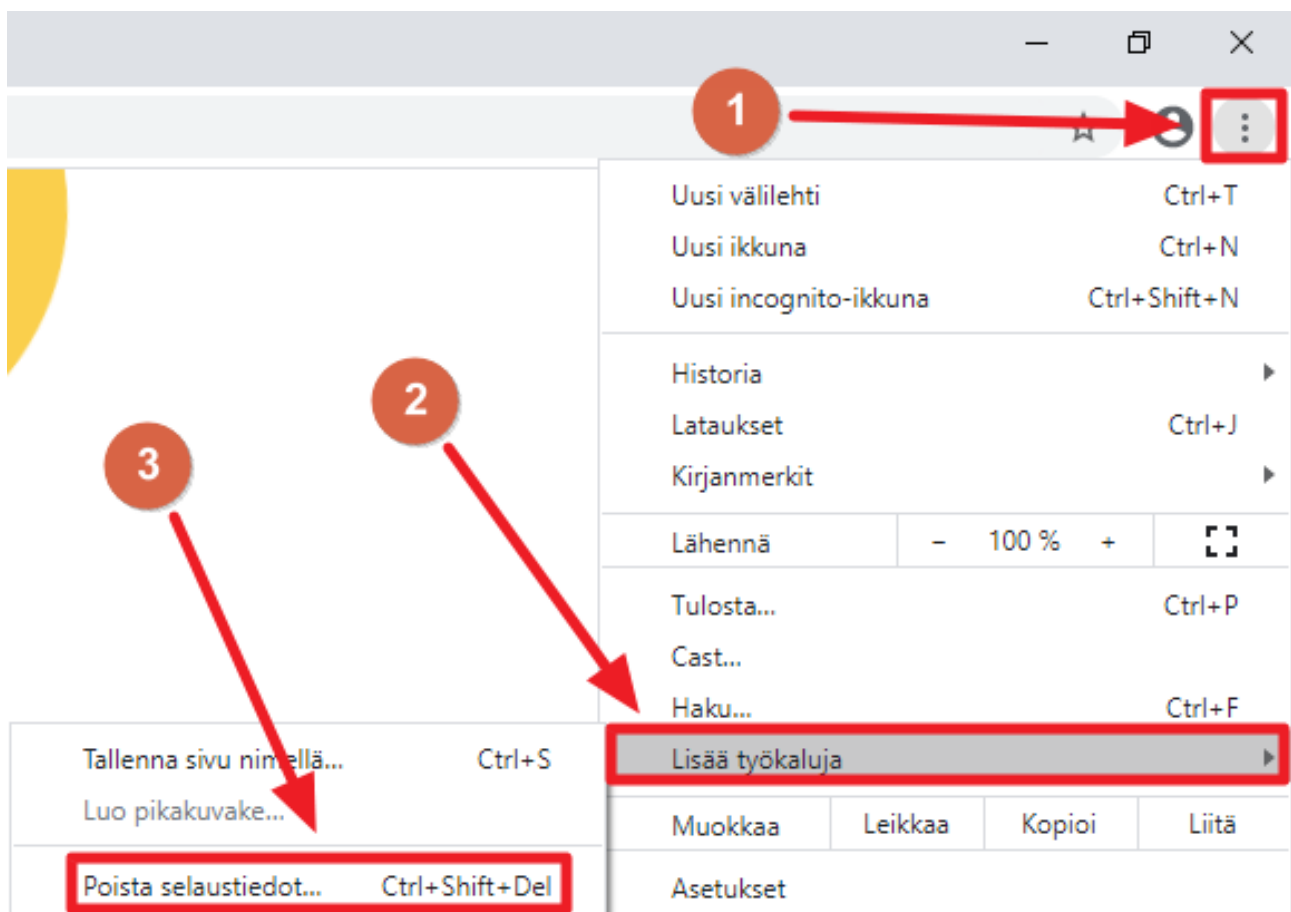 1
Uusi välilehti Ctrl+T
Uusi ikkuna Ctrl+N
Uusi incognito-ikkuna Ctrl+Shift+N
2
Historia
Lataukset Ctrl+J
3
Kirjanmerkit
Lähennä - 100 % +
Tulosta... Ctrl+P
Cast...
Haku... Ctrl+F
Tallenna sivu nimellä... Ctrl+S
Lisää työkaluja
Luo pikakuvake...
Muokkaa Leikkaa Kopioi Liitä
Poista selaustiedot... Ctrl+Shift+Del
Asetukset